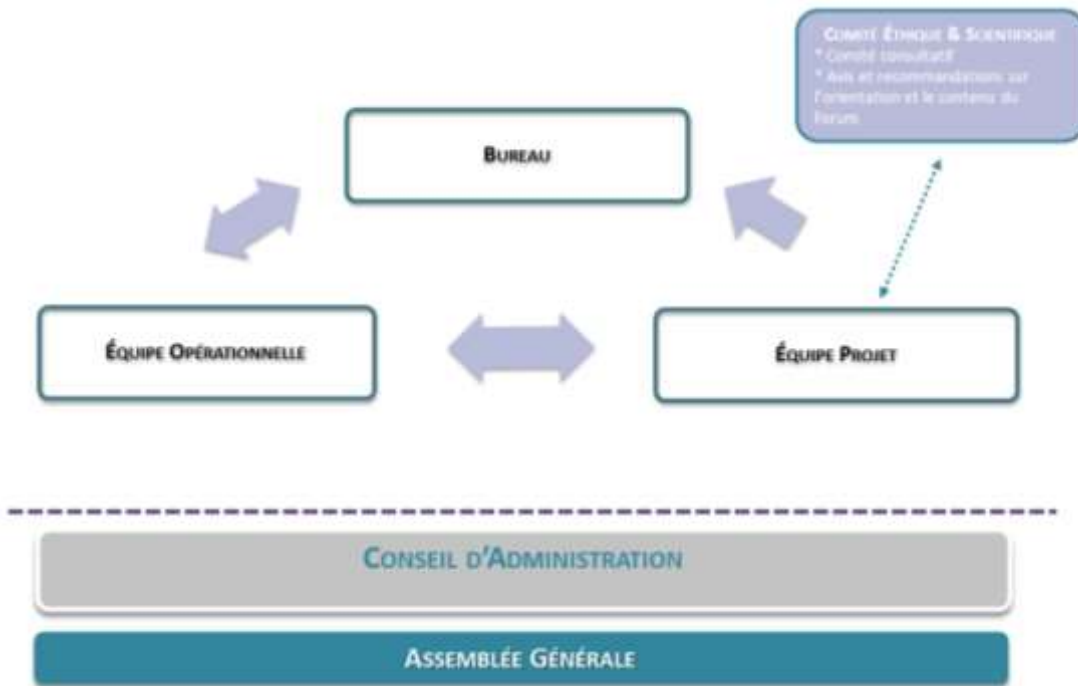 COMITÉ ÉTHIQUE & SCIENTIFIQUE
* Comité consultatif
* Avis et recommandations sur
l'orientation et le contenu du
Forum
BUREAU
ÉQUIPE OPÉRATIONNELLE
ÉQUIPE PROJET
CONSEIL D'ADMINISTRATION
ASSEMBLÉE GÉNÉRALE